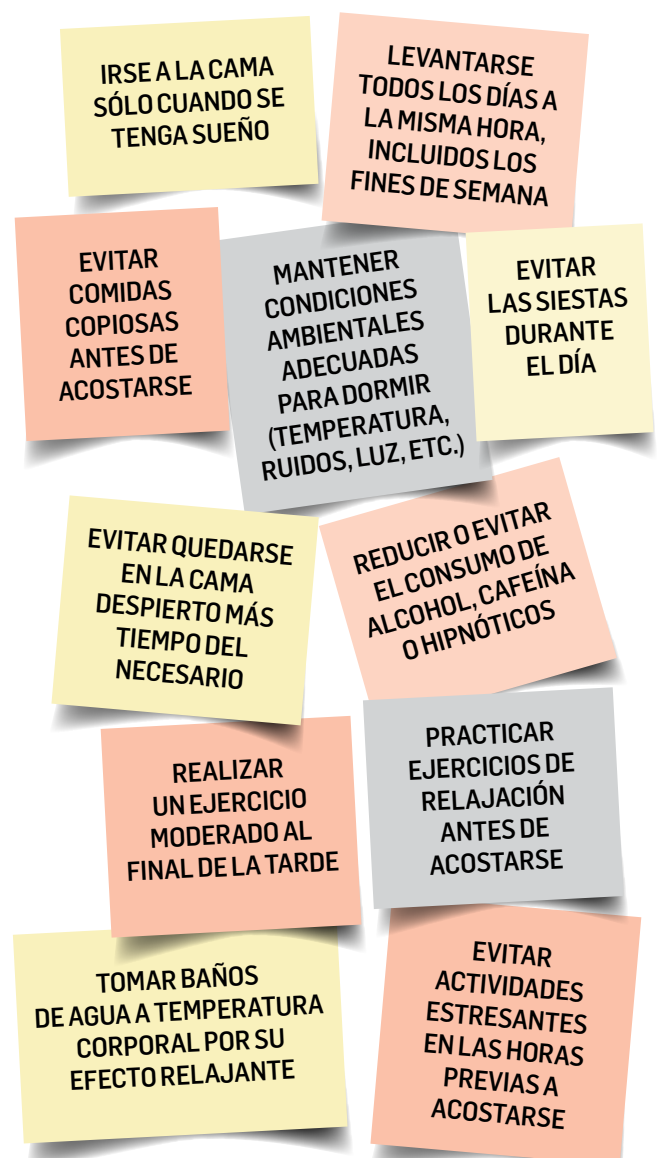 IRSE A LA CAMA
SÓLO CUANDO SE
TENGA SUEÑO
LEVANTARSE
TODOS LOS DÍAS A
LA MISMA HORA,
INCLUIDOS LOS
FINES DE SEMANA
EVITAR
COMIDAS
COPIOSAS
ANTES DE
ACOSTARSE
MANTENER
CONDICIONES
AMBIENTALES
ADECUADAS
PARA DORMIR
(TEMPERATURA,
RUIDOS, LUZ, ETC.)
EVITAR
LAS SIESTAS
DURANTE
EL DÍA
EVITAR QUEDARSE
EN LA CAMA
DESPIERTO MÁS
TIEMPO DEL
NECESARIO
REDUCIR O EVITAR
EL CONSUMO DE
ALCOHOL, CAFEÍNA
O HIPNÓTICOS
REALIZAR
UN EJERCICIO
MODERADO AL
FINAL DE LA TARDE
PRACTICAR
EJERCICIOS DE
RELAJACIÓN
ANTES DE
ACOSTARSE
TOMAR BAÑOS
DE AGUA A TEMPERATURA
CORPORAL POR SU
EFECTO RELAJANTE
EVITAR
ACTIVIDADES
ESTRESANTES
EN LAS HORAS
PREVIAS A
ACOSTARSE